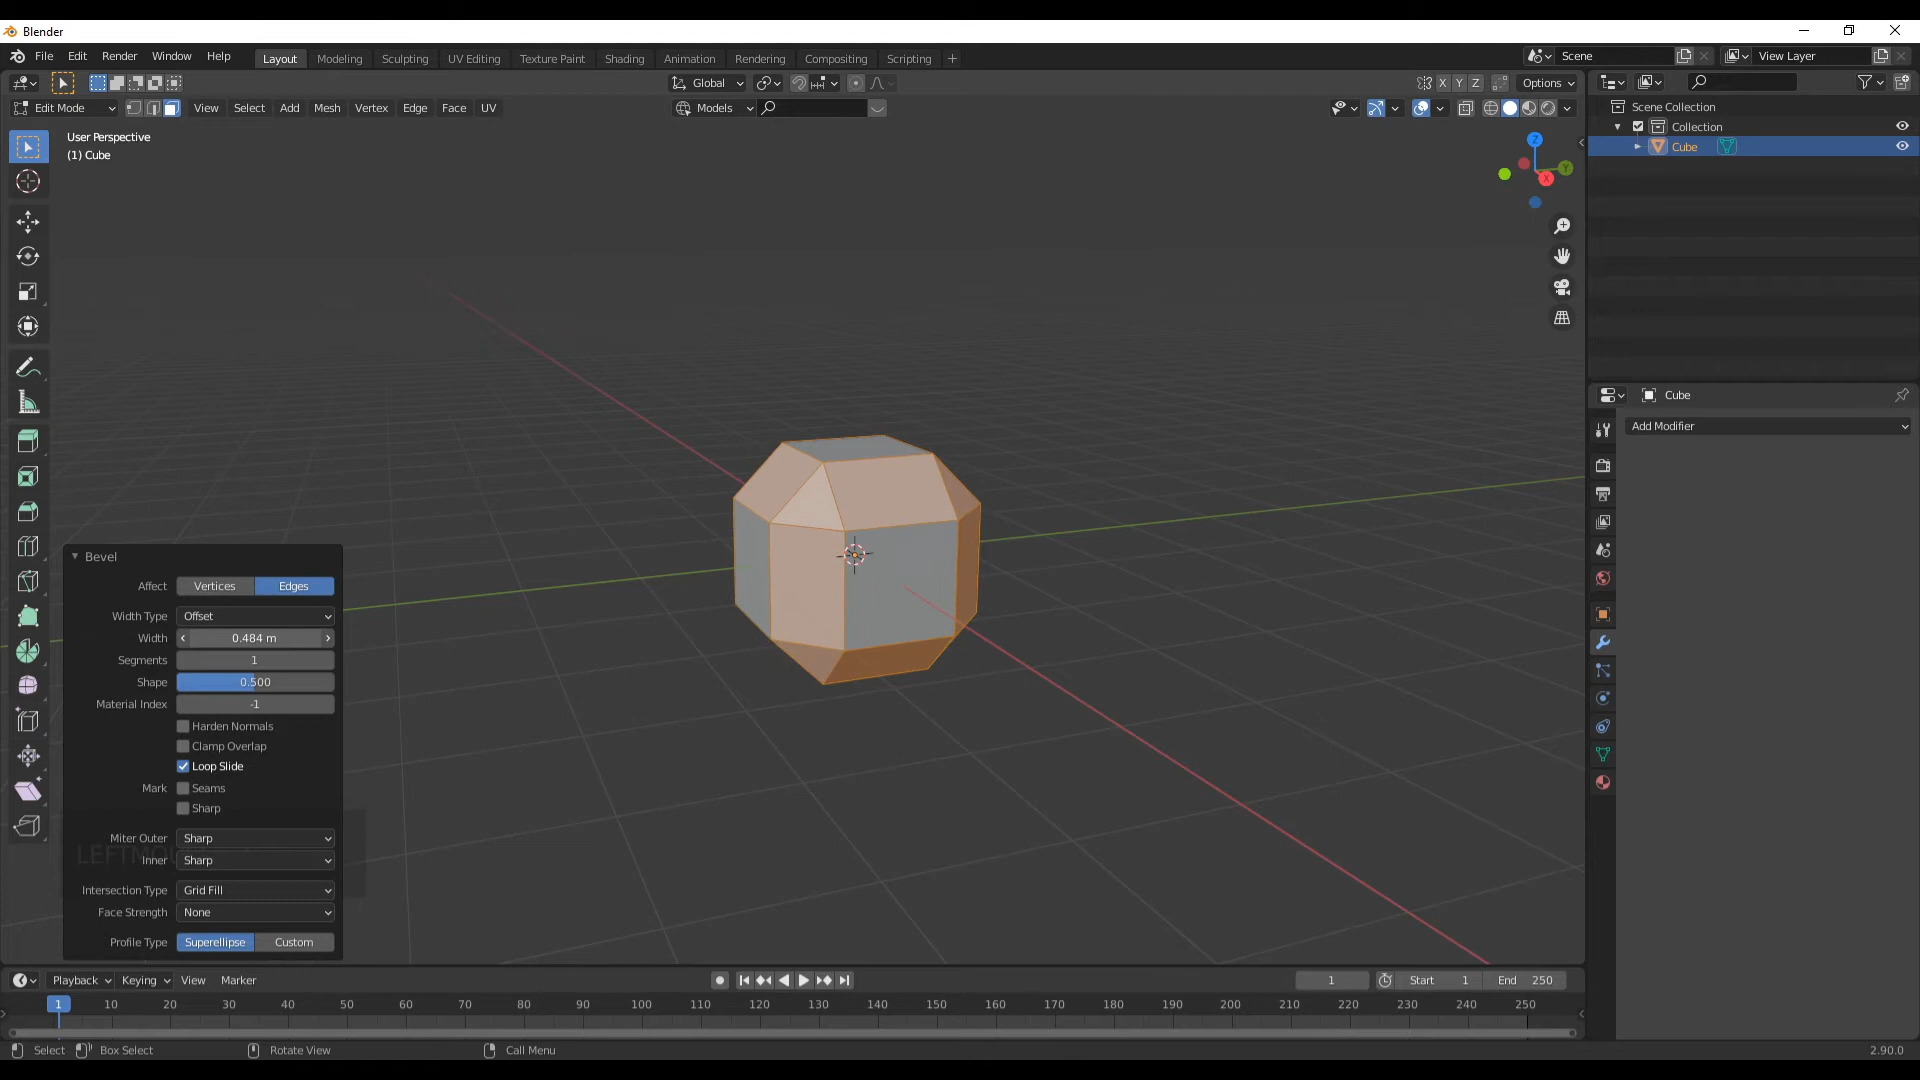 Blender
File Edit Render Window Help
Layout Modeling Sculpting UV Editing Texture Paint Shading Animation Rendering Compositing Scripting
Scene
View Layer
Global
X Y Z
Options
Edit Mode
View Select Add Mesh Vertex Edge Face UV
Models
User Perspective
(1) Cube
Z
Y
X
Scene Collection
Collection
Cube
Cube
Add Modifier
Bevel
Affect Vertices Edges
Width Type Offset
Width 0.484 m
Segments 1
Shape 0.500
Material Index -1
Harden Normals
Clamp Overlap
Loop Slide
Mark Seams
Sharp
Miter Outer Sharp
Inner Sharp
Intersection Type Grid Fill
Face Strength None
Profile Type Superellipse Custom
Playback Keying View Marker
1
Start 1
End 250
1 10 20 30 40 50 60 70 80 90 100 110 120 130 140 150 160 170 180 190 200 210 220 230 240 250
Select
Box Select
Rotate View
Call Menu
2.90.0